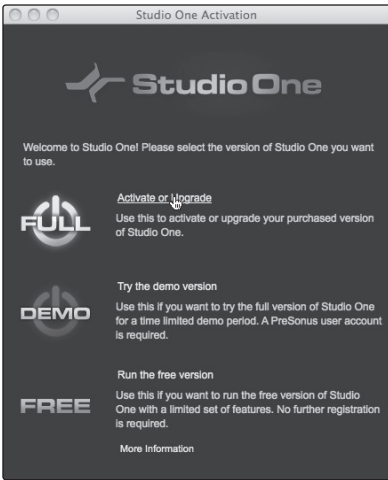 Studio One Activation
Studio One
Welcome to Studio One! Please select the version of Studio One you want
to use.
FULL
Activate or Upgrade
Use this to activate or upgrade your purchased version
of Studio One.
DEMO
Try the demo version
Use this if you want to try the full version of Studio One
for a time limited demo period. A PreSonus user account
is required.
FREE
Run the free version
Use this if you want to run the free version of Studio
One with a limited set of features. No further registration
is required.
More Information